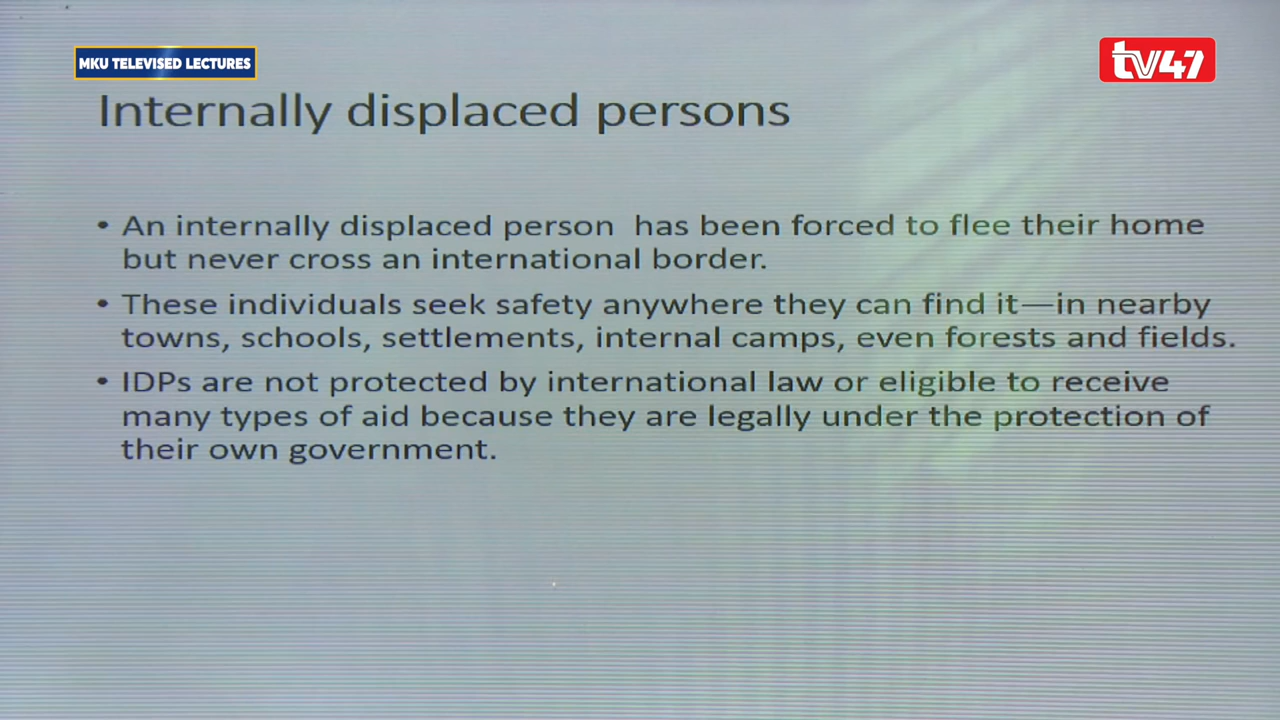 MKU TELEVISED LECTURES
tv47
Internally displaced persons
• An internally displaced person  has been forced to flee their home
but never cross an international border.
• These individuals seek safety anywhere they can find it—in nearby
towns, schools, settlements, internal camps, even forests and fields.
• IDPs are not protected by international law or eligible to receive
many types of aid because they are legally under the protection of
their own government.